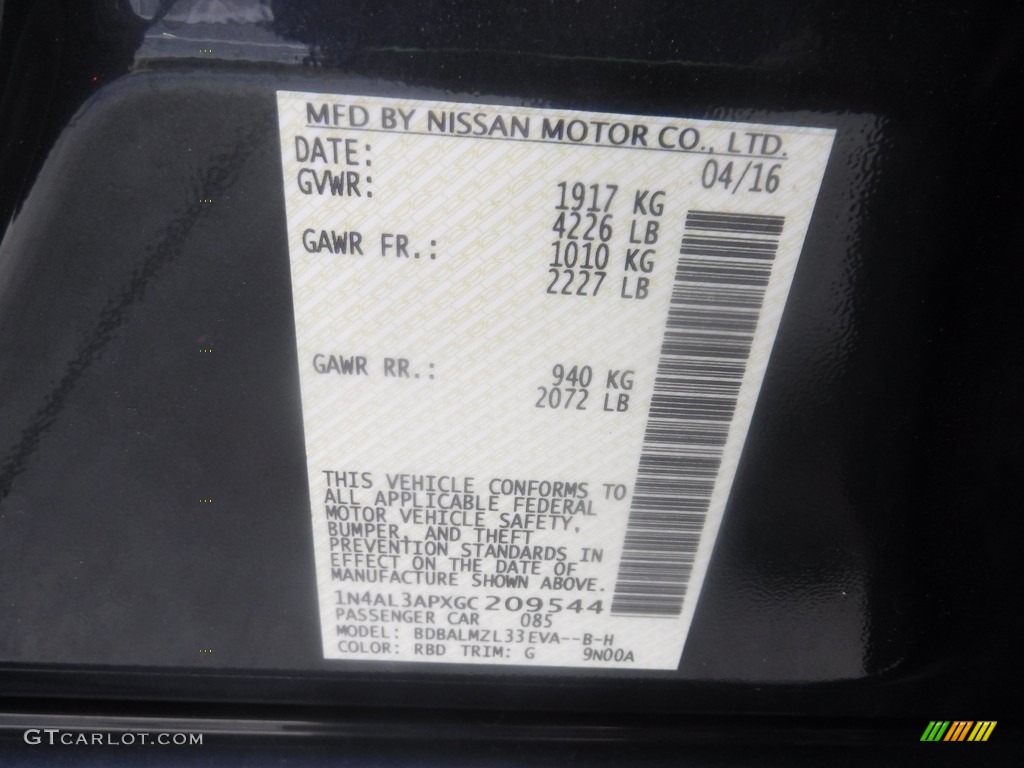 MFD BY NISSAN MOTOR CO., LTD.
DATE: 04/16
GVWR: 1917 KG
4226 LB
GAWR FR.: 1010 KG
2227 LB
GAWR RR.: 940 KG
2072 LB
THIS VEHICLE CONFORMS TO
ALL APPLICABLE FEDERAL
MOTOR VEHICLE SAFETY,
BUMPER, AND THEFT
PREVENTION STANDARDS IN
EFFECT ON THE DATE OF
MANUFACTURE SHOWN ABOVE.
1N4AL3APXGC209544
PASSENGER CAR 085
MODEL: BDBALMZL33EVA--B-H
COLOR: RBD TRIM: G 9N00A
GTCARLOT.COM